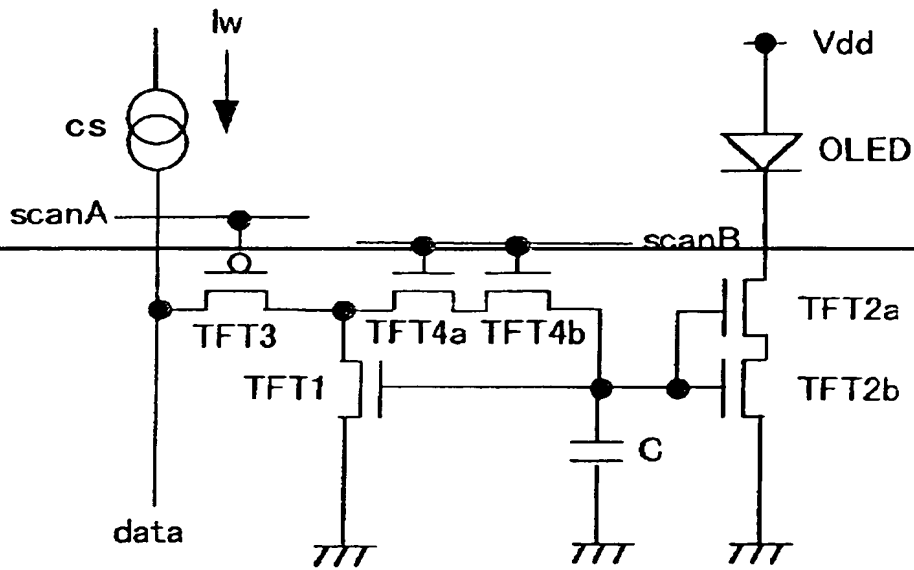 Iw
Vdd
cs
OLED
scanA
scanB
TFT3
TFT4a
TFT4b
TFT2a
TFT1
TFT2b
C
data